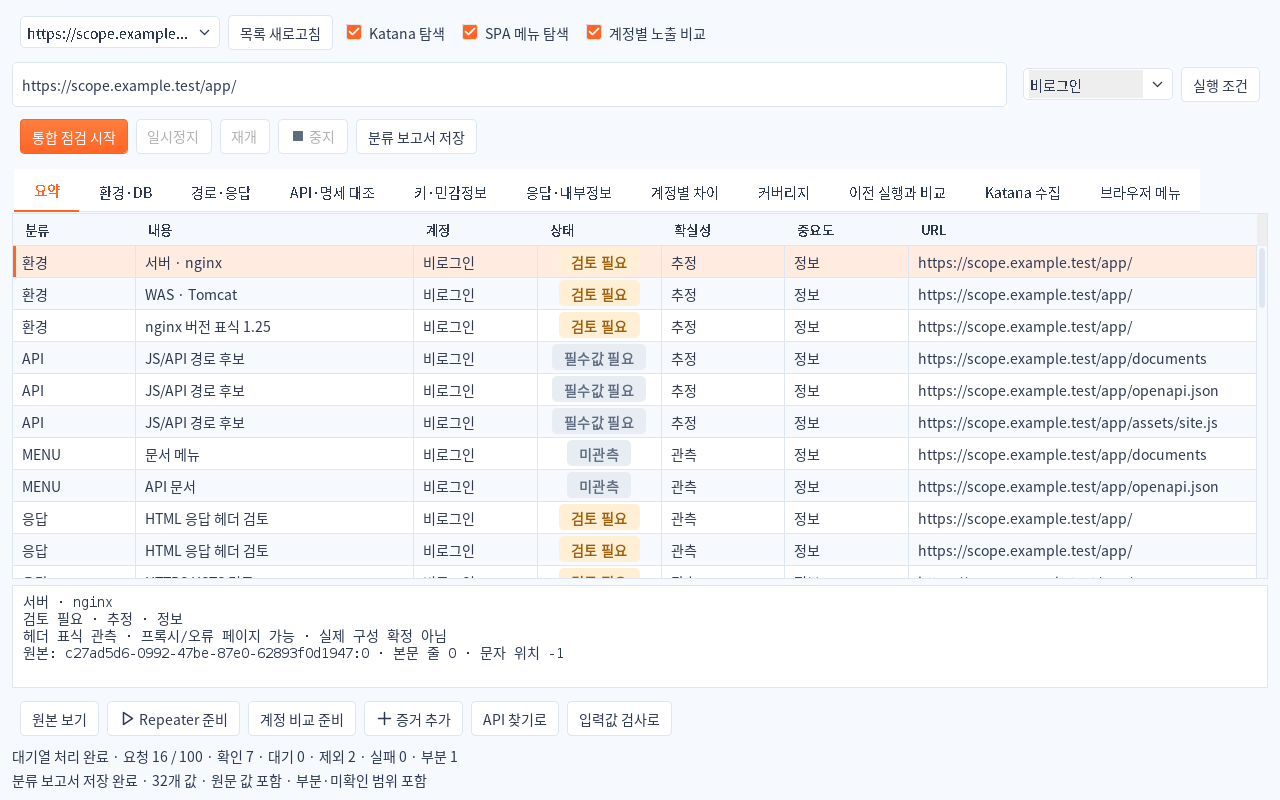 https://scope.example... 목록 새로고침 Katana 탐색 SPA 메뉴 탐색 계정별 노출 비교
https://scope.example.test/app/ 비로그인 실행 조건
통합 점검 시작 일시정지 재개 중지 분류 보고서 저장
요약 환경·DB 경로·응답 API·명세 대조 키·민감정보 응답·내부정보 계정별 차이 커버리지 이전 실행과 비교 Katana 수집 브라우저 메뉴
분류 내용 계정 상태 확실성 중요도 URL
환경 서버 · nginx 비로그인 검토 필요 추정 정보 https://scope.example.test/app/
환경 WAS · Tomcat 비로그인 검토 필요 추정 정보 https://scope.example.test/app/
환경 nginx 버전 표식 1.25 비로그인 검토 필요 추정 정보 https://scope.example.test/app/
API JS/API 경로 후보 비로그인 필수값 필요 추정 정보 https://scope.example.test/app/documents
API JS/API 경로 후보 비로그인 필수값 필요 추정 정보 https://scope.example.test/app/openapi.json
API JS/API 경로 후보 비로그인 필수값 필요 추정 정보 https://scope.example.test/app/assets/site.js
MENU 문서 메뉴 비로그인 미관측 관측 정보 https://scope.example.test/app/documents
MENU API 문서 비로그인 미관측 관측 정보 https://scope.example.test/app/openapi.json
응답 HTML 응답 헤더 검토 비로그인 검토 필요 관측 정보 https://scope.example.test/app/
응답 HTML 응답 헤더 검토 비로그인 검토 필요 관측 정보 https://scope.example.test/app/
서버 · nginx
검토 필요 · 추정 · 정보
헤더 표식 관측 · 프록시/오류 페이지 가능 · 실제 구성 확정 아님
원본: c27ad5d6-0992-47be-87e0-62893f0d1947:0 · 본문 줄 0 · 문자 위치 -1
원본 보기 Repeater 준비 계정 비교 준비 증거 추가 API 찾기로 입력값 검사로
대기열 처리 완료 · 요청 16 / 100 · 확인 7 · 대기 0 · 제외 2 · 실패 0 · 부분 1
분류 보고서 저장 완료 · 32개 값 · 원문 값 포함 · 부분·미확인 범위 포함